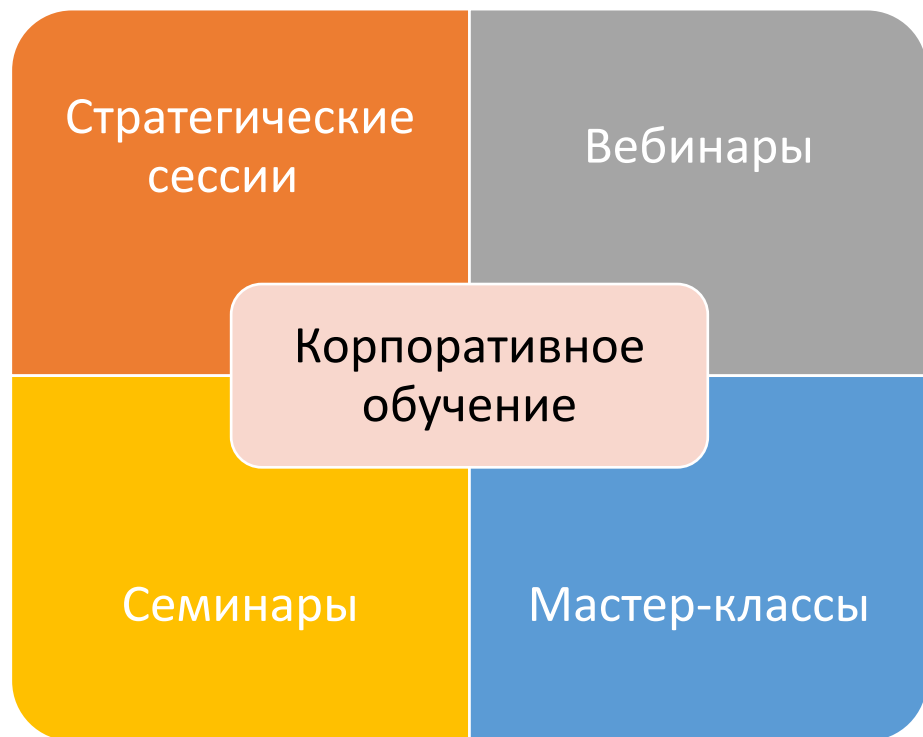 Стратегические
сессии
Вебинары
Корпоративное
обучение
Семинары
Мастер-классы